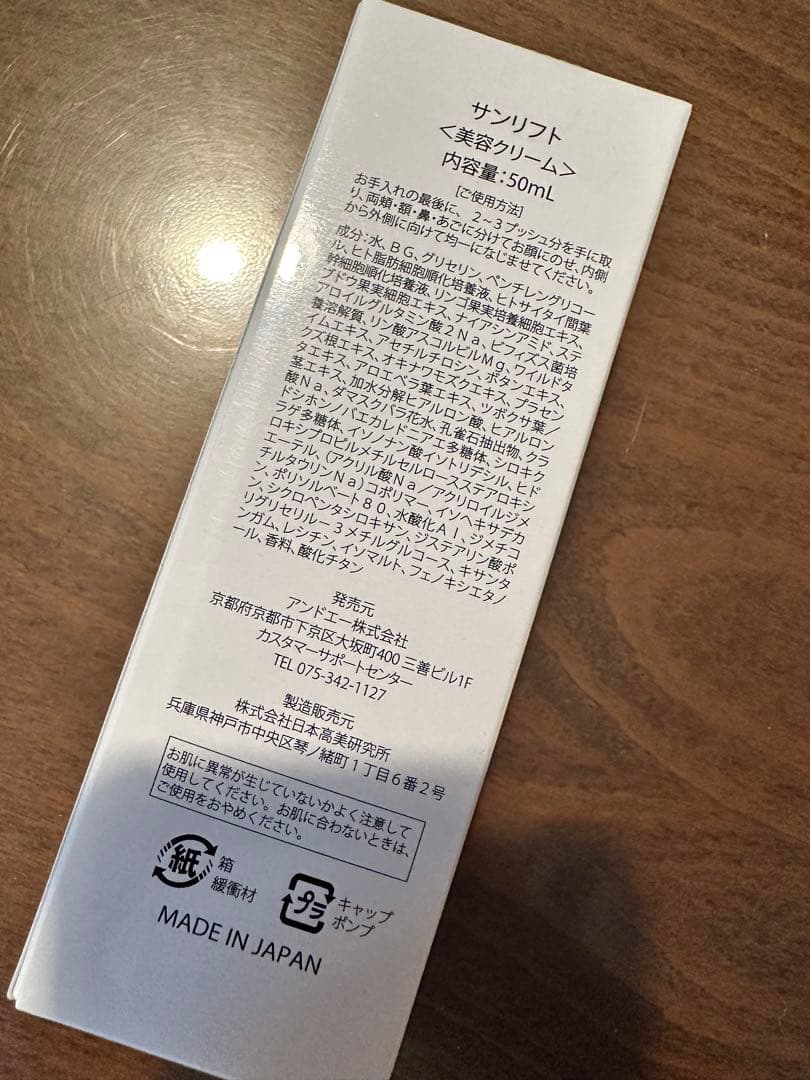 サンリフト
＜美容クリーム＞
内容量：50mL
[ご使用方法]
お手入れの最後に、2～3プッシュ分を手に取
り、両頬・額・鼻・あごに分けてお顔にのせ、内側
から外側に向けて均一になじませてください。
成分：水、ＢＧ、グリセリン、ペンチレングリコー
ル、ヒト脂肪細胞順化培養液、ヒトサイタイ間葉
幹細胞順化培養液、リンゴ果実培養細胞エキス、
ブドウ果実細胞エキス、ナイアシンアミド、ステ
アロイルグルタミン酸２Ｎａ、ビフィズス菌培
養溶解質、リン酸アスコルビルＭｇ、ワイルドタ
イムエキス、アセチルチロシン、ボタンエキス、
クズ根エキス、オキナワモズクエキス、プラセン
タエキス、アロエベラ葉エキス、ツボクサ葉／
茎エキス、加水分解ヒアルロン酸、ヒアルロン
酸Ｎａ、ダマスクバラ花水、孔雀石抽出物、クラ
ドシホンノバエカレドニアエ多糖体、シロキク
ラゲ多糖体、イソノナン酸イソトリデシル、ヒド
ロキシプロピルメチルセルロースステアロキシ
エーテル、（アクリル酸Ｎａ／アクリロイルジメ
チルタウリンＮａ）コポリマー、イソヘキサデカ
ン、ポリソルベート８０、水酸化Ａｌ、ジメチコ
ン、シクロペンタシロキサン、ジステアリン酸ポ
リグリセリル－３メチルグルコース、キサンタ
ンガム、レシチン、イソマルト、フェノキシエタノ
ール、香料、酸化チタン
発売元
アンドエー株式会社
京都府京都市下京区大坂町400 三善ビル1F
カスタマーサポートセンター
TEL 075-342-1127
製造販売元
株式会社日本高美研究所
兵庫県神戸市中央区琴ノ緒町１丁目６番２号
お肌に異常が生じていないかよく注意して
使用してください。お肌に合わないときは、
ご使用をおやめください。
紙 箱
緩衝材
プラ キャップ
ポンプ
MADE IN JAPAN